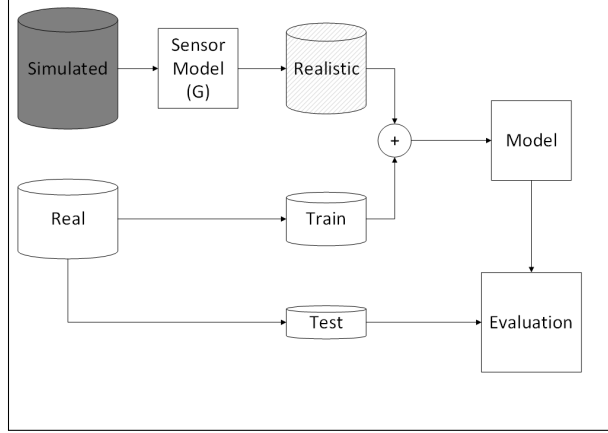 Simulated
Sensor
Model
(G)
Realistic
+
Model
Real
Train
Test
Evaluation